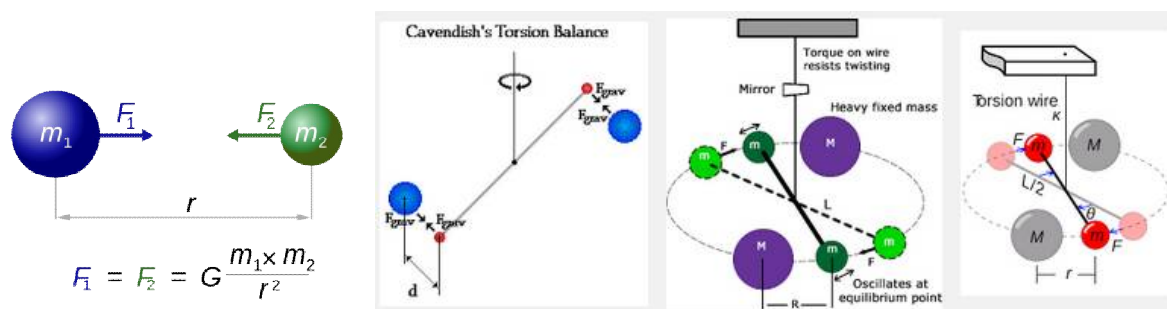 m₁
F₁
F₂
m₂
r
F₁ = F₂ = G m₁ × m₂ / r²
Cavendish's Torsion Balance
Fgrav
Fgrav
Fgrav
Fgrav
d
Torque on wire
resists twisting
Mirror
Heavy fixed mass
m
F
m
M
L
M
m
m
F
Oscillates at
equilibrium point
R
Torsion wire
κ
F
m
M
L/2
θ
M
m
F
r